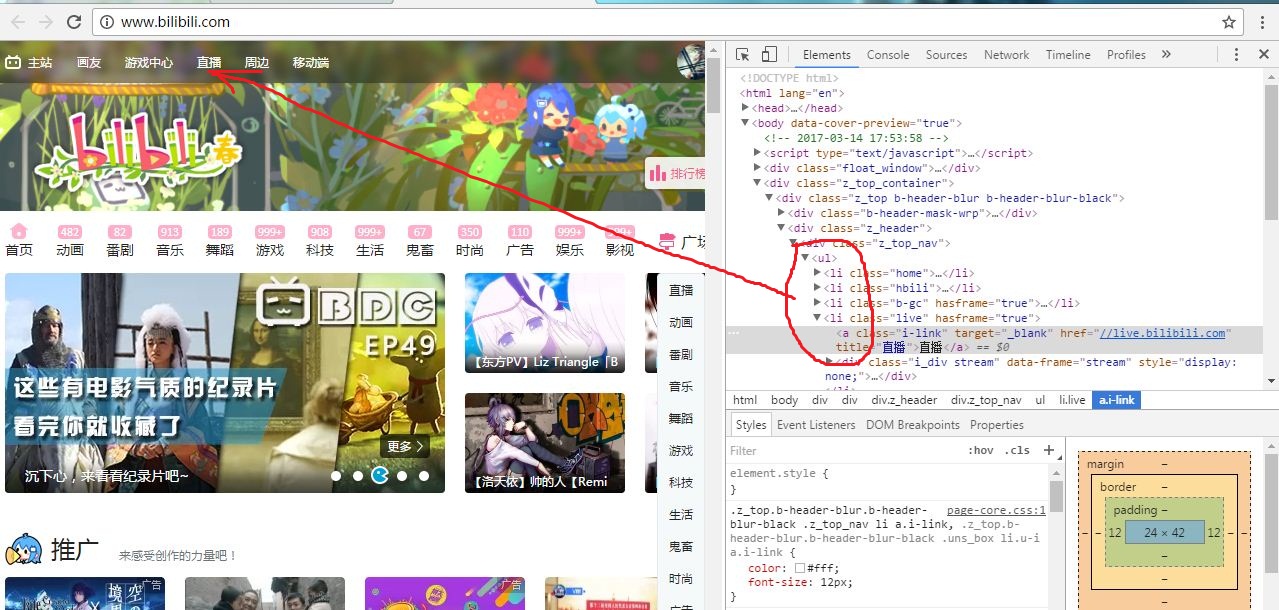 www.bilibili.com
主站 画友 游戏中心 直播 周边 移动端
bilibili 春
排行榜
482 82 913 189 999+ 908 999+ 67 350 110 999+ 999+
首页 动画 番剧 音乐 舞蹈 游戏 科技 生活 鬼畜 时尚 广告 娱乐 影视
BDC
EP49
这些有电影气质的纪录片
看完你就收藏了
更多
沉下心，来看看纪录片吧~
【东方PV】Liz Triangle「B
【洛天依】帅的人【Remi
直播
动画
番剧
音乐
舞蹈
游戏
科技
生活
鬼畜
时尚
推广 来感受创作的力量吧！
广告
广告
Elements Console Sources Network Timeline Profiles »
<!DOCTYPE html>
<html lang="en">
<head>…</head>
<body data-cover-preview="true">
<!-- 2017-03-14 17:53:58 -->
<script type="text/javascript">…</script>
<div class="float_window">…</div>
<div class="z_top_container">
<div class="z_top b-header-blur b-header-blur-black">
<div class="b-header-mask-wrp">…</div>
<div class="z_header">
<div class="z_top_nav">
<ul>
<li class="home">…</li>
<li class="hbili">…</li>
<li class="b-gc" hasframe="true">…</li>
<li class="live" hasframe="true">
<a class="i-link" target="_blank" href="//live.bilibili.com"
title="直播">直播</a> == $0
<div class="i_div stream" data-frame="stream" style="display:
none;">…</div>
html body div div div.z_header div.z_top_nav ul li.live a.i-link
Styles Event Listeners DOM Breakpoints Properties
Filter :hov .cls +
element.style {
}
.z_top.b-header-blur.b-header- page-core.css:1
blur-black .z_top_nav li a.i-link, .z_top.b-
header-blur.b-header-blur-black .uns_box li.u-i
a.i-link {
color: #fff;
font-size: 12px;
}
margin –
border –
padding –
– – 12 24 × 42 12 – –
–
–
–